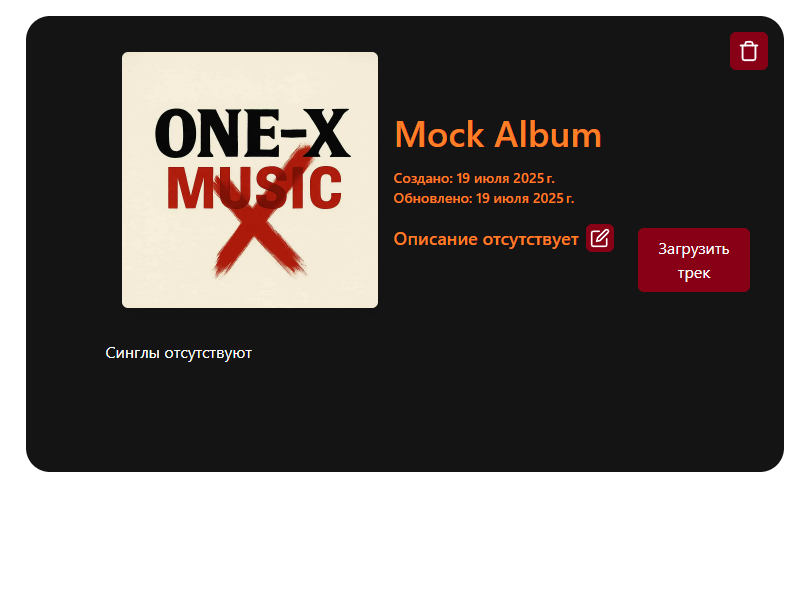 ONE-X
MUSIC
Mock Album
Создано: 19 июля 2025 г.
Обновлено: 19 июля 2025 г.
Описание отсутствует
Загрузить
трек
Синглы отсутствуют